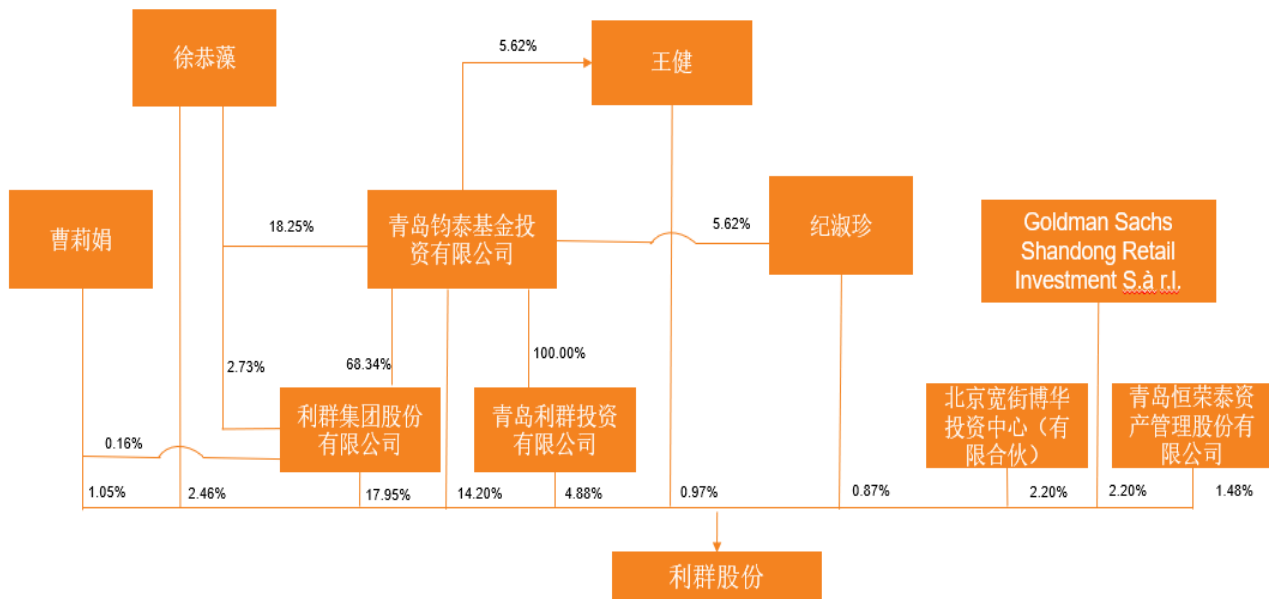 徐恭藻
5.62%
王健
曹莉娟
18.25%
青岛钧泰基金投
资有限公司
5.62%
纪淑珍
Goldman Sachs
Shandong Retail
Investment S.à r.l.
2.73%
68.34%
100.00%
利群集团股份
有限公司
青岛利群投资
有限公司
北京宽街博华
投资中心（有
限合伙）
青岛恒荣泰资
产管理股份有
限公司
0.16%
1.05%
2.46%
17.95%
14.20%
4.88%
0.97%
0.87%
2.20%
2.20%
1.48%
利群股份